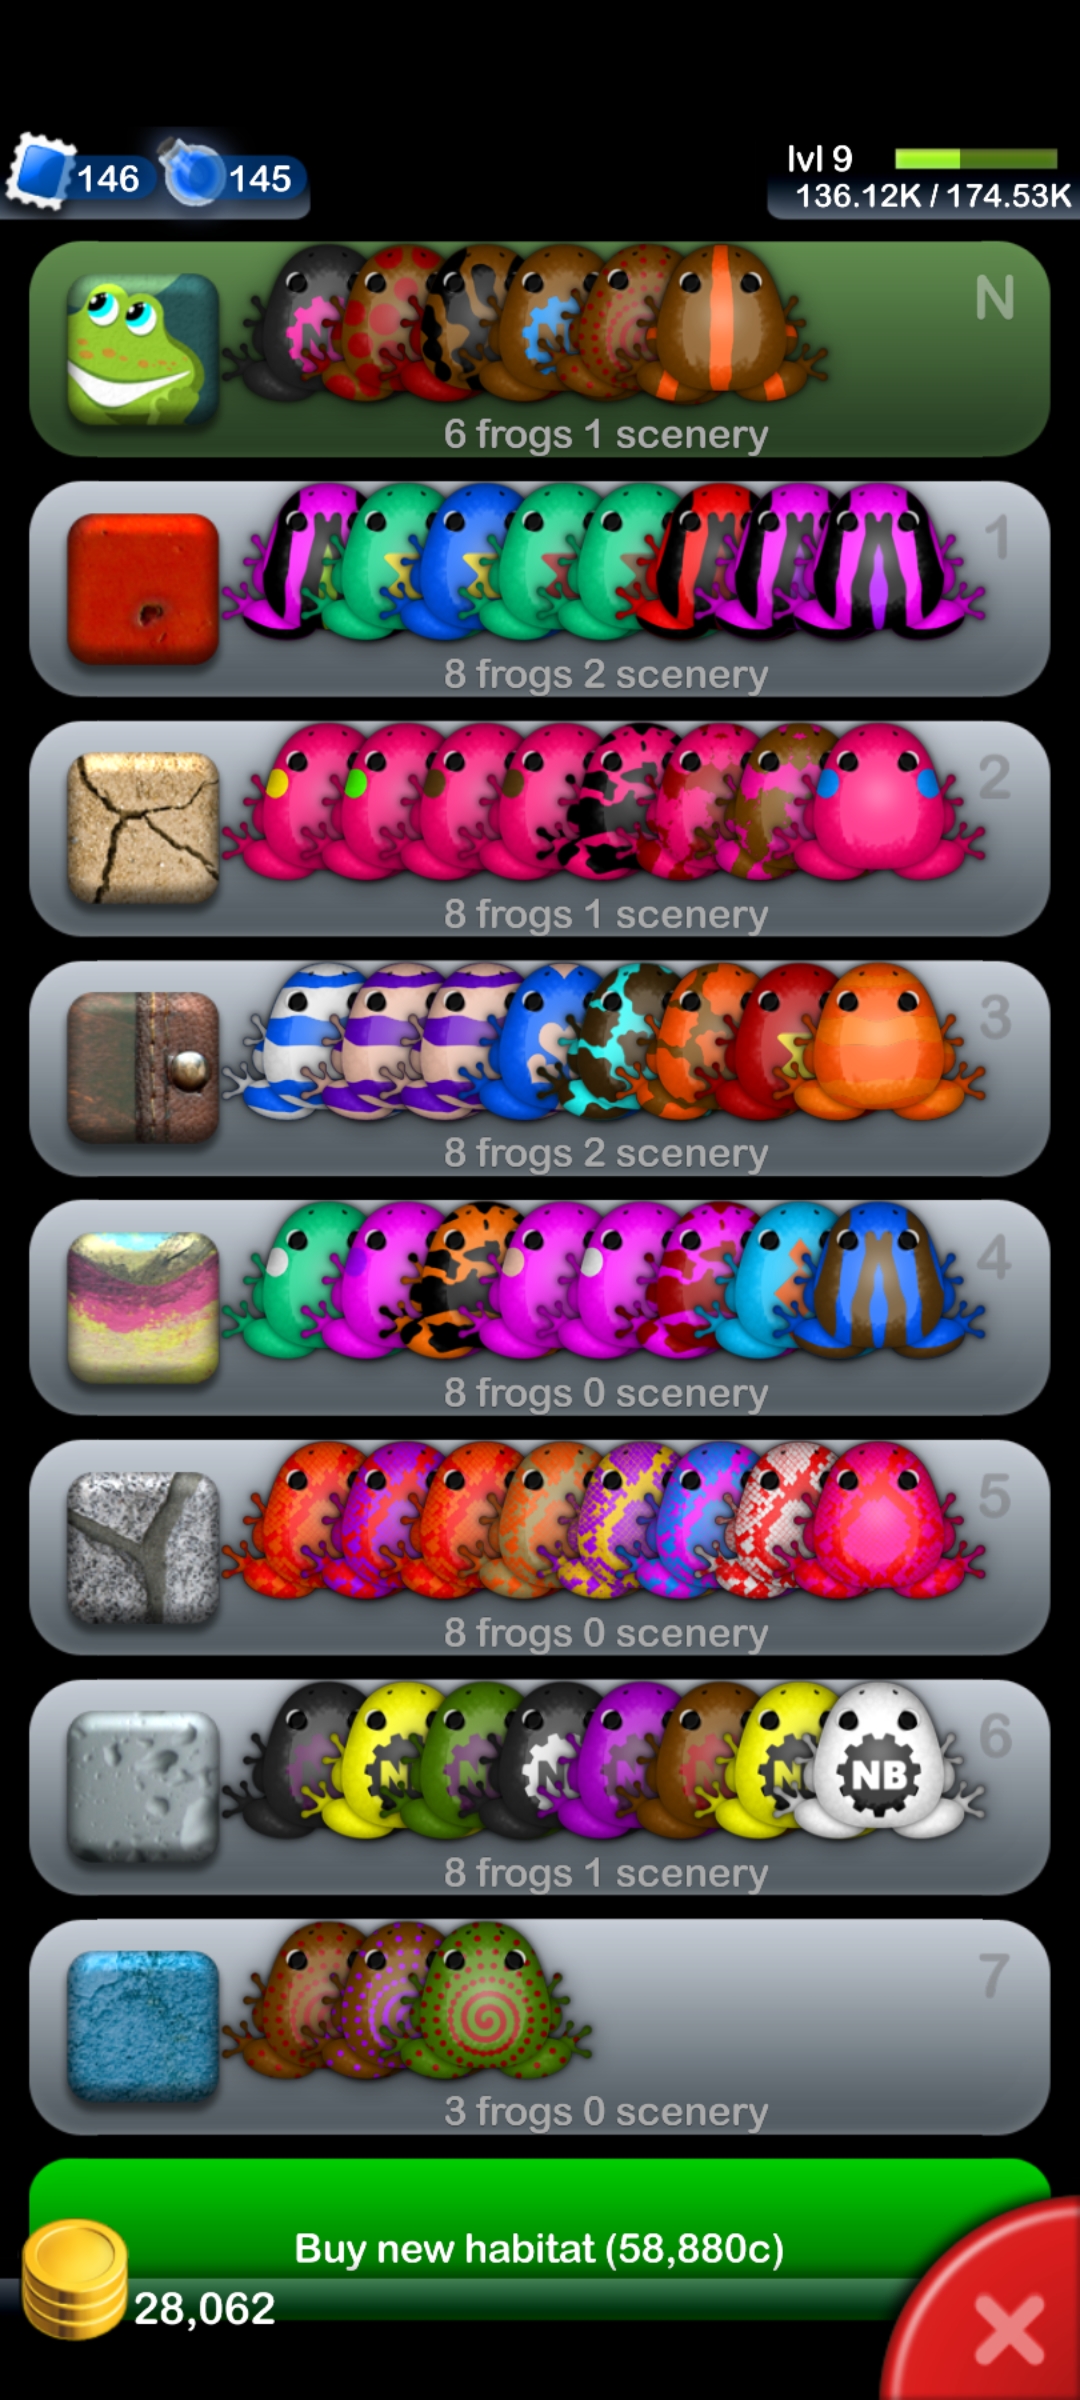 146 145 lvl 9
136.12K / 174.53K
N
N N
6 frogs 1 scenery
1
8 frogs 2 scenery
2
8 frogs 1 scenery
3
8 frogs 2 scenery
4
8 frogs 0 scenery
5
8 frogs 0 scenery
6
N N N N N N N NB
8 frogs 1 scenery
7
3 frogs 0 scenery
Buy new habitat (58,880c)
28,062